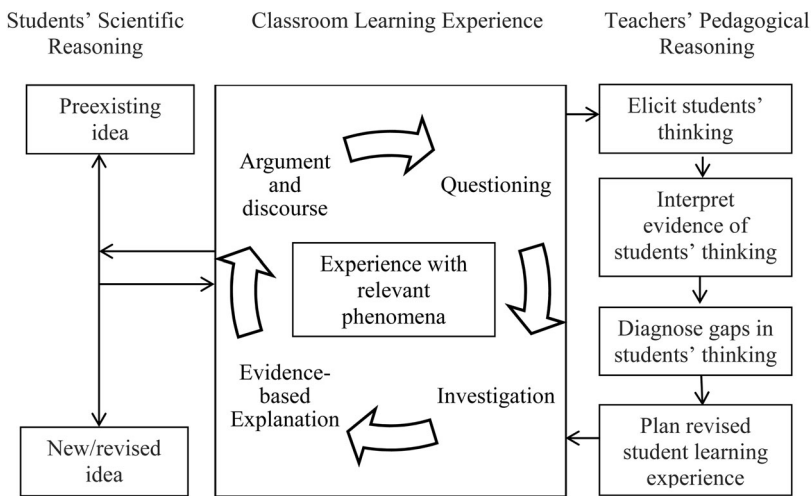 Students’ Scientific
Reasoning
Classroom Learning Experience
Teachers’ Pedagogical
Reasoning
Preexisting
idea
New/revised
idea
Argument
and
discourse
Questioning
Experience with
relevant
phenomena
Evidence-
based
Explanation
Investigation
Elicit students’
thinking
Interpret
evidence of
students’ thinking
Diagnose gaps in
students’ thinking
Plan revised
student learning
experience